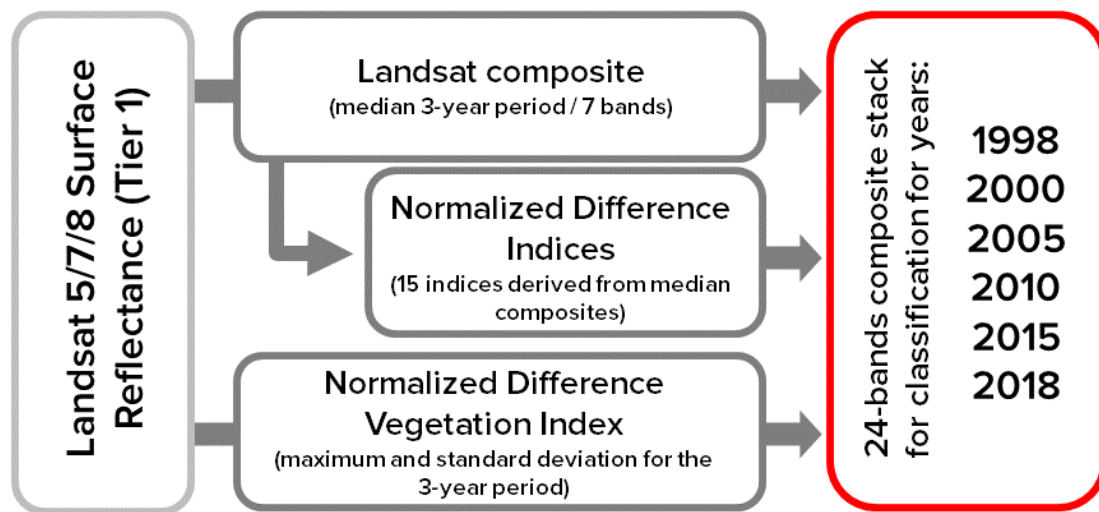 Landsat 5/7/8 Surface
Reflectance (Tier 1)
Landsat composite
(median 3-year period / 7 bands)
Normalized Difference
Indices
(15 indices derived from median
composites)
Normalized Difference
Vegetation Index
(maximum and standard deviation for the
3-year period)
24-bands composite stack
for classification for years:
1998
2000
2005
2010
2015
2018